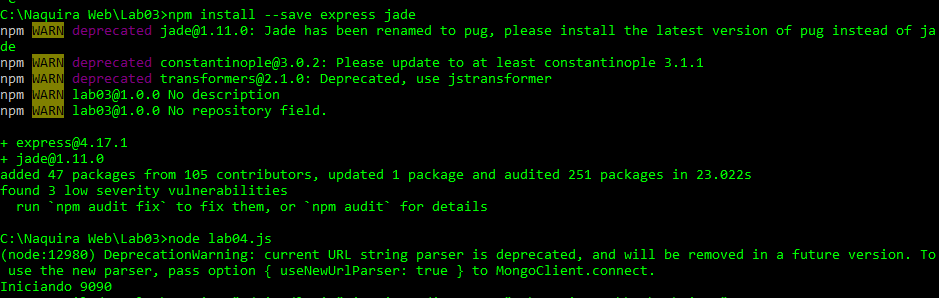 C:\Naquira Web\Lab03>npm install --save express jade
npm WARN deprecated jade@1.11.0: Jade has been renamed to pug, please install the latest version of pug instead of ja
de
npm WARN deprecated constantinople@3.0.2: Please update to at least constantinople 3.1.1
npm WARN deprecated transformers@2.1.0: Deprecated, use jstransformer
npm WARN lab03@1.0.0 No description
npm WARN lab03@1.0.0 No repository field.
+ express@4.17.1
+ jade@1.11.0
added 47 packages from 105 contributors, updated 1 package and audited 251 packages in 23.022s
found 3 low severity vulnerabilities
  run `npm audit fix` to fix them, or `npm audit` for details
C:\Naquira Web\Lab03>node lab04.js
(node:12980) DeprecationWarning: current URL string parser is deprecated, and will be removed in a future version. To
 use the new parser, pass option { useNewUrlParser: true } to MongoClient.connect.
Iniciando 9090